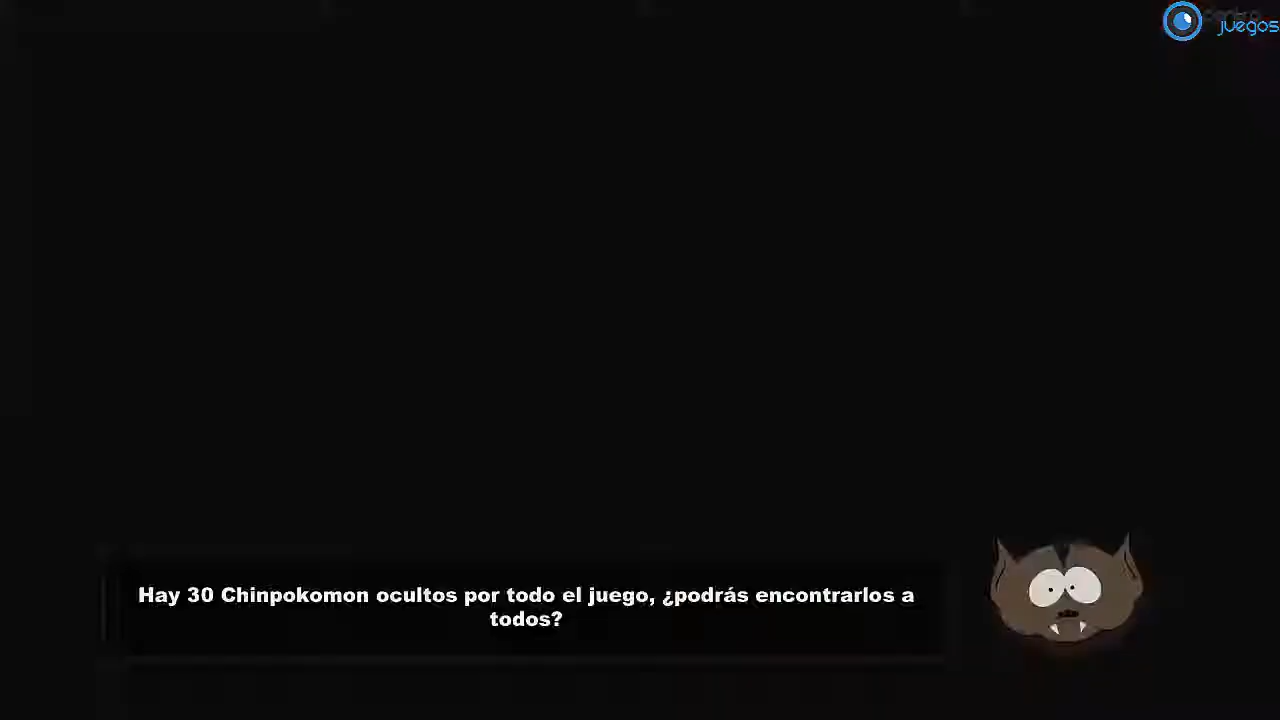 juegos
Hay 30 Chinpokomon ocultos por todo el juego, ¿podrás encontrarlos a
todos?